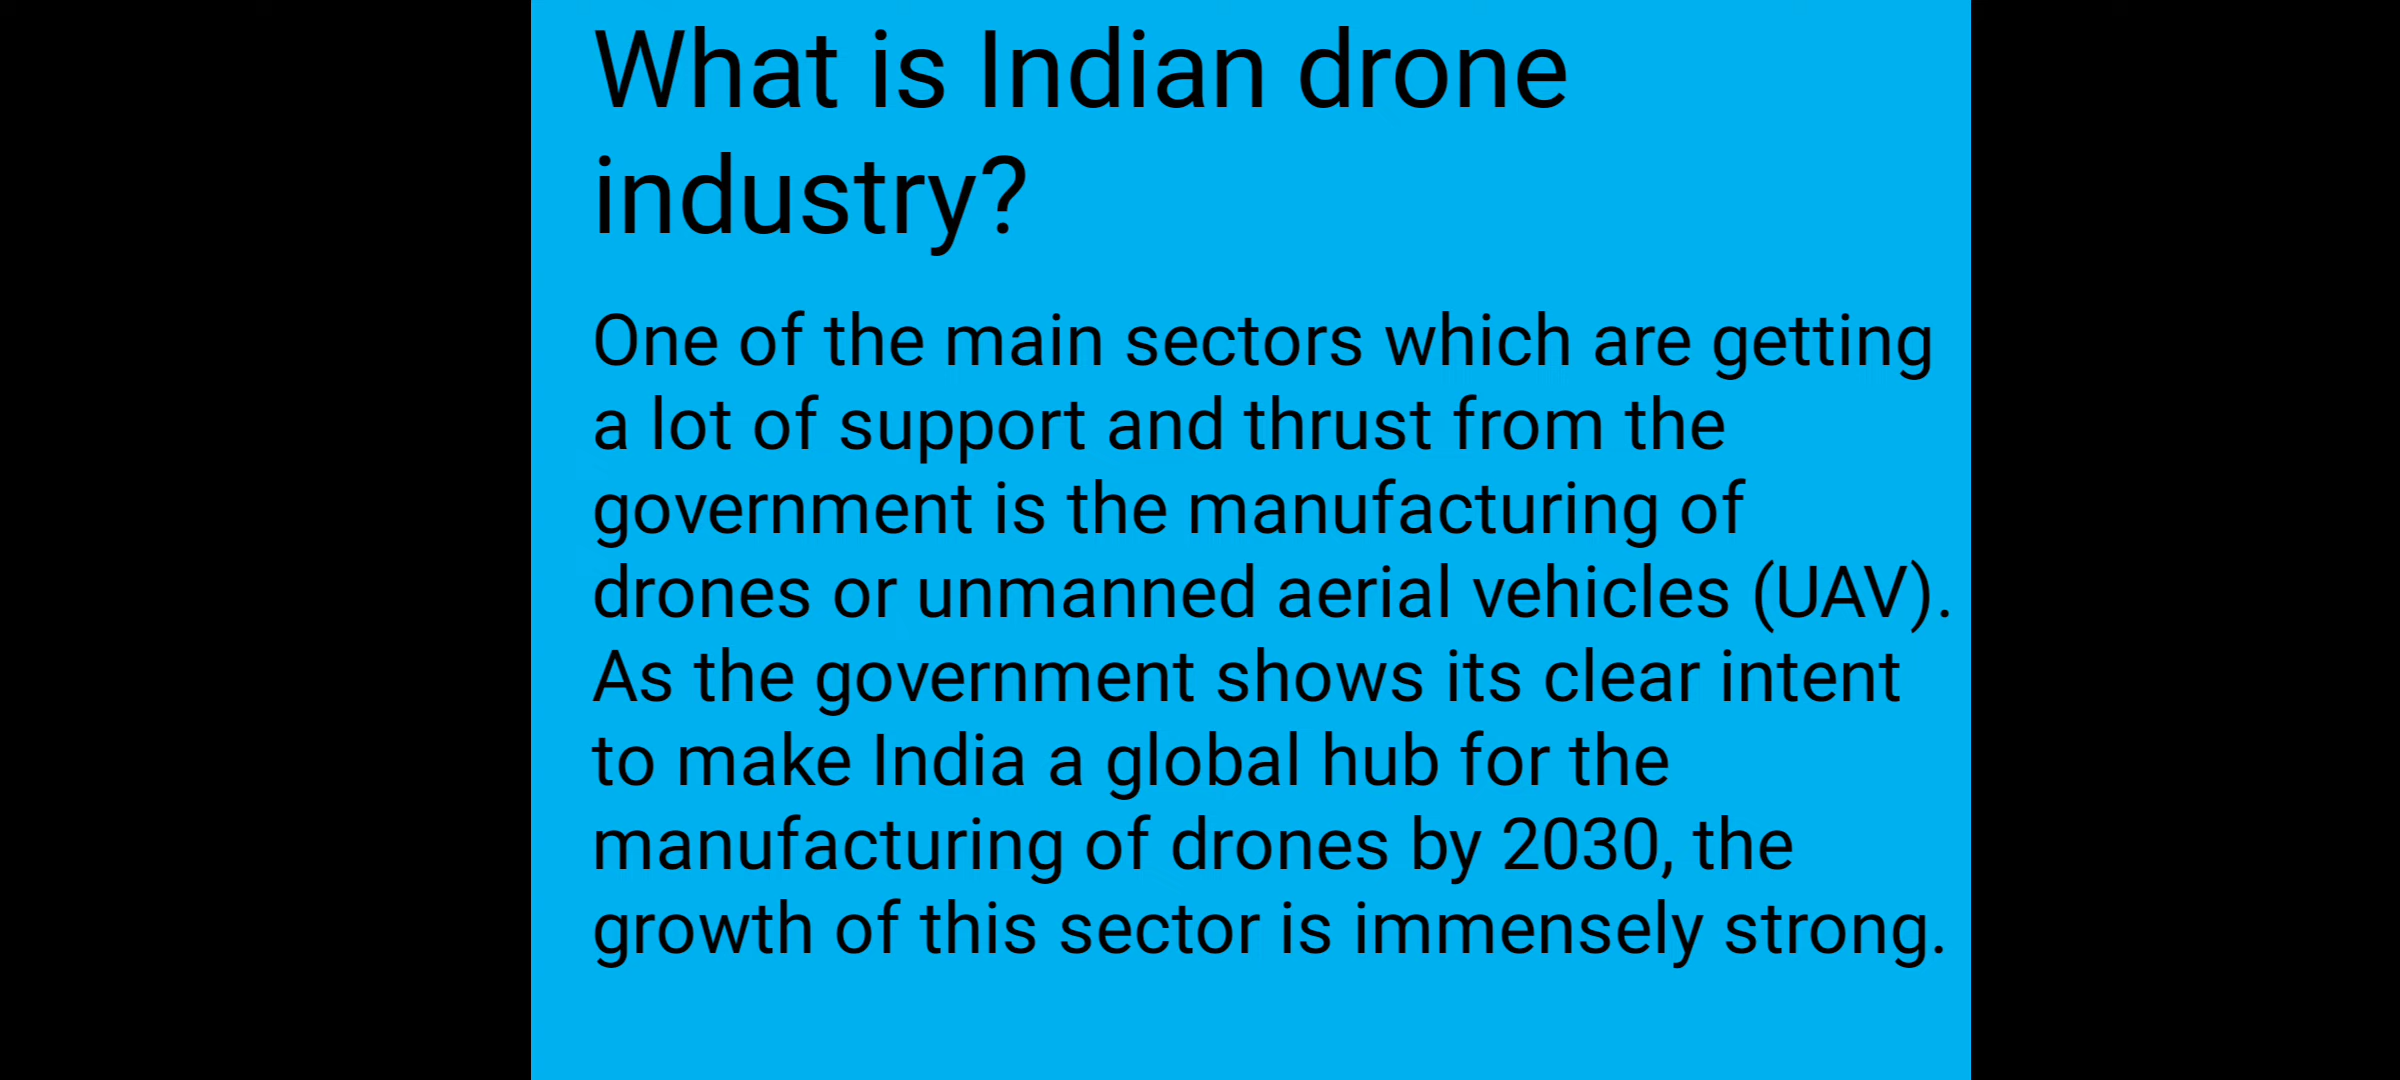 What is Indian drone
industry?
One of the main sectors which are getting
a lot of support and thrust from the
government is the manufacturing of
drones or unmanned aerial vehicles (UAV).
As the government shows its clear intent
to make India a global hub for the
manufacturing of drones by 2030, the
growth of this sector is immensely strong.